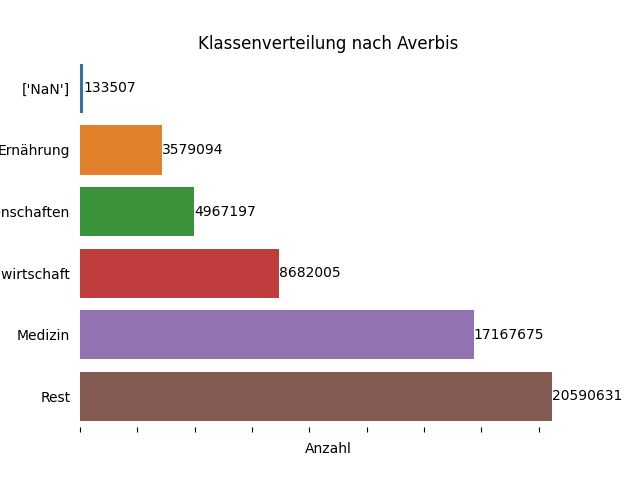 Klassenverteilung nach Averbis
['NaN'] 133507
Ernährung 3579094
nschaften 4967197
wirtschaft 8682005
Medizin 17167675
Rest 20590631
Anzahl